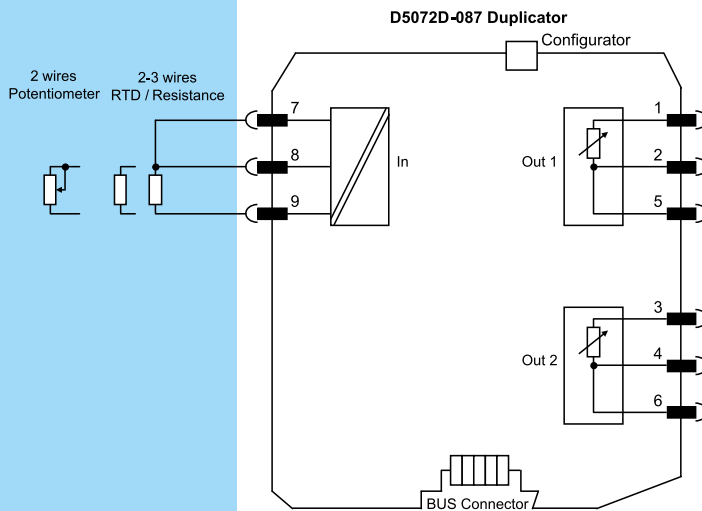 D5072D-087 Duplicator
Configurator
2 wires
Potentiometer
2-3 wires
RTD / Resistance
7
8
9
In
1
2
5
Out 1
3
4
6
Out 2
BUS Connector